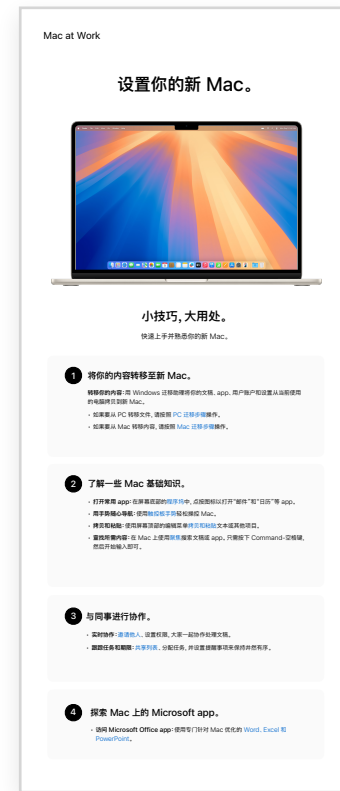 Mac at Work
设置你的新 Mac。
小技巧，大用处。
快速上手并熟悉你的新 Mac。
1 将你的内容转移至新 Mac。
转移你的内容：用 Windows 迁移助理将你的文稿、app、用户账户和设置从当前使用
的电脑拷贝到新 Mac。
• 如果要从 PC 转移文件，请按照 PC 迁移步骤操作。
• 如果要从 Mac 转移内容，请按照 Mac 迁移步骤操作。
2 了解一些 Mac 基础知识。
• 打开常用 app：在屏幕底部的程序坞中，点按图标以打开“邮件”和“日历”等 app。
• 用手势随心导航：使用触控板手势轻松操控 Mac。
• 拷贝和粘贴：使用屏幕顶部的编辑菜单拷贝和粘贴文本或其他项目。
• 查找所需内容：在 Mac 上使用聚焦搜索文稿或 app。只需按下 Command-空格键，
然后开始输入即可。
3 与同事进行协作。
• 实时协作：邀请他人、设置权限，大家一起协作处理文稿。
• 跟踪任务和期限：共享列表、分配任务，并设置提醒事项来保持井然有序。
4 探索 Mac 上的 Microsoft app。
• 访问 Microsoft Office app：使用专门针对 Mac 优化的 Word、Excel 和
PowerPoint。